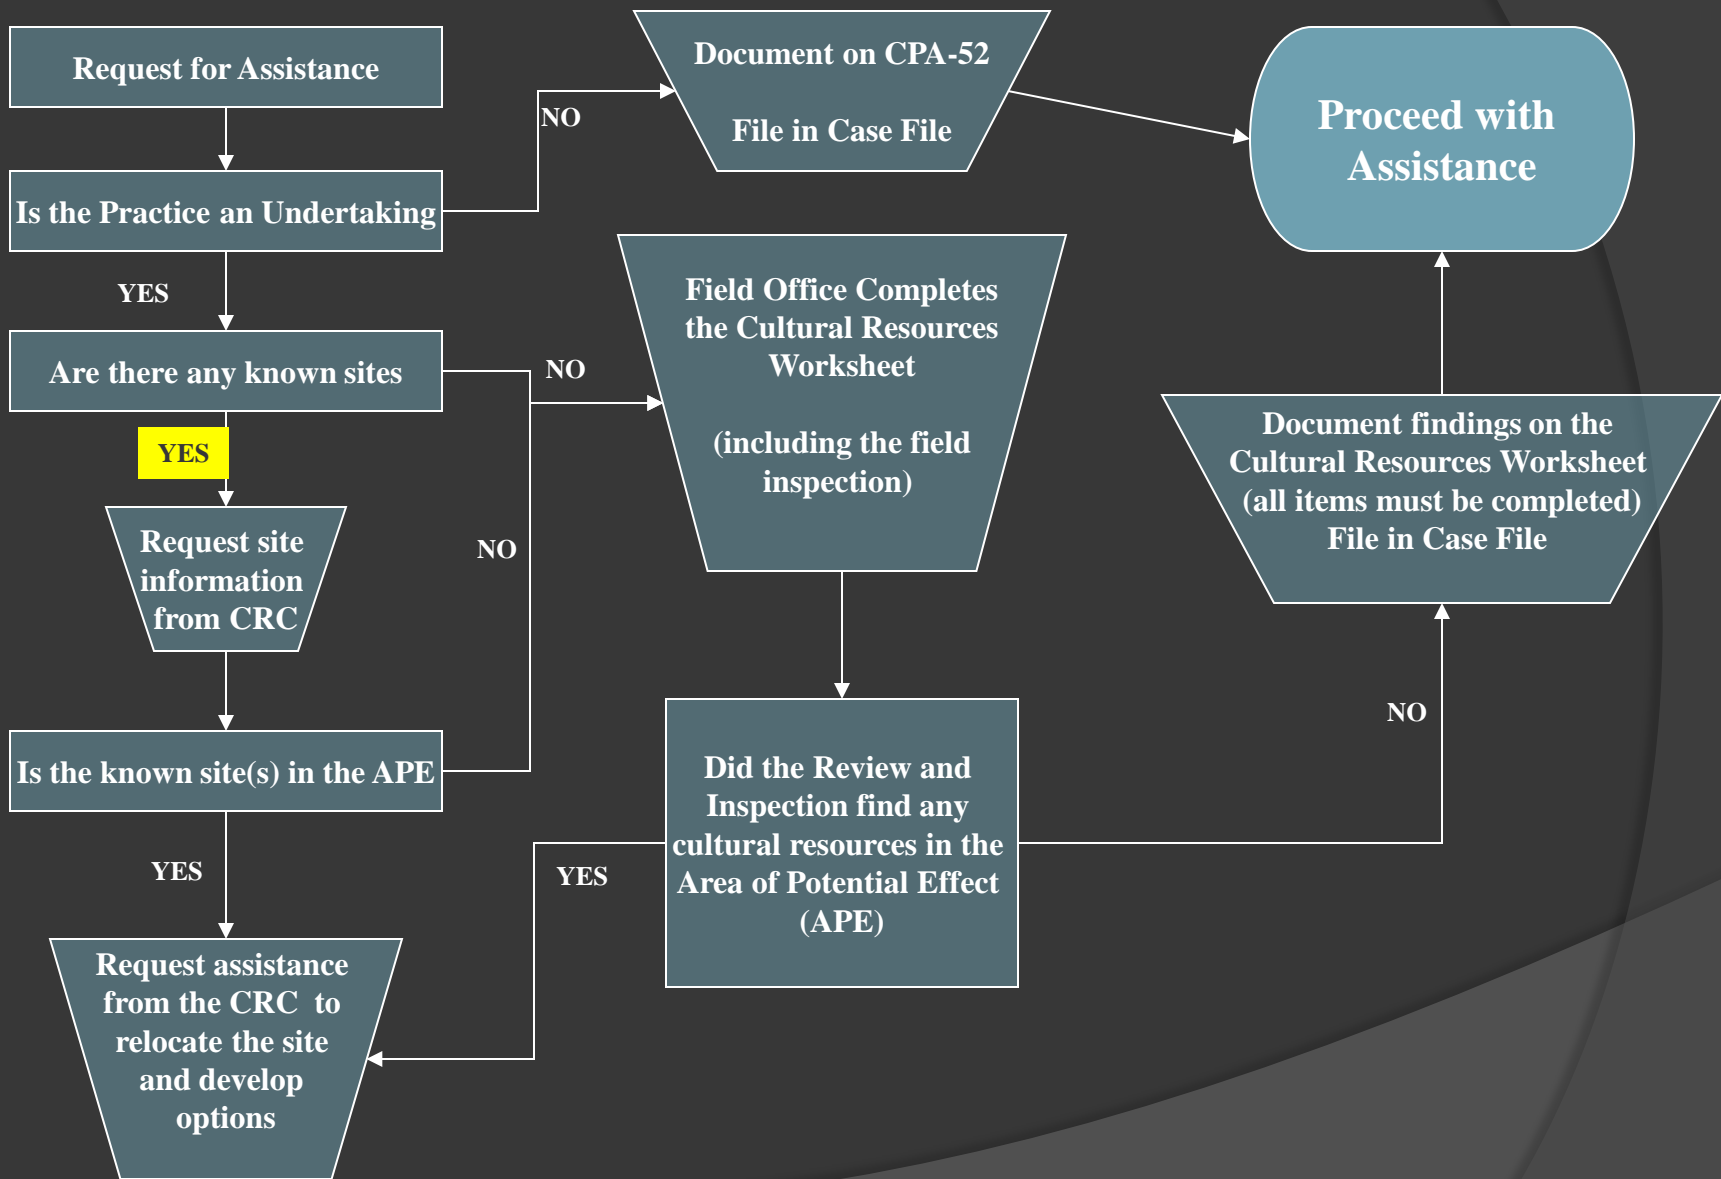 Request for Assistance
Is the Practice an Undertaking
NO
Document on CPA-52
File in Case File
Proceed with
Assistance
YES
Are there any known sites
NO
Field Office Completes
the Cultural Resources
Worksheet
(including the field
inspection)
YES
Request site
information
from CRC
NO
Is the known site(s) in the APE
YES
Request assistance
from the CRC to
relocate the site
and develop
options
Did the Review and
Inspection find any
cultural resources in the
Area of Potential Effect
(APE)
YES
NO
Document findings on the
Cultural Resources Worksheet
(all items must be completed)
File in Case File